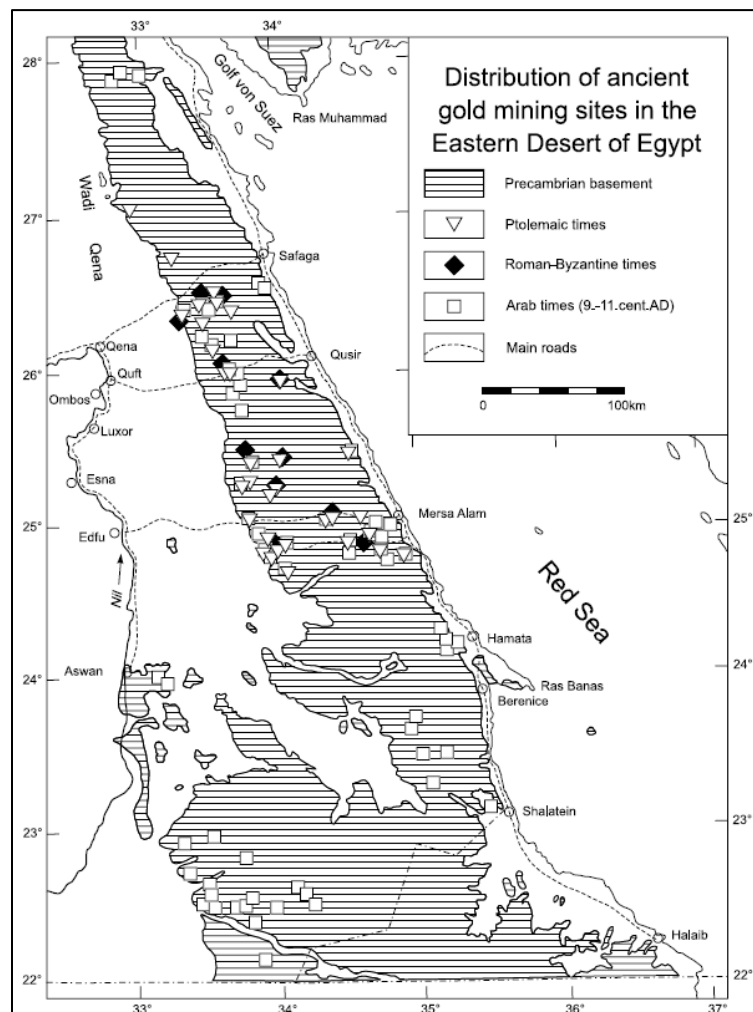 33°
34°
28°
Golf von Suez
Ras Muhammad
Distribution of ancient
gold mining sites in the
Eastern Desert of Egypt
Precambrian basement
Ptolemaic times
Roman–Byzantine times
Arab times (9.-11.cent.AD)
Main roads
0
100km
27°
Wadi
Qena
Safaga
Qena
Qusir
26°
Quft
Ombos
Luxor
Esna
Mersa Alam
25°
25°
Edfu
Nil
Red Sea
Hamata
Aswan
24°
24°
Ras Banas
Berenice
Shalatein
23°
23°
Halaib
22°
22°
33°
34°
35°
36°
37°